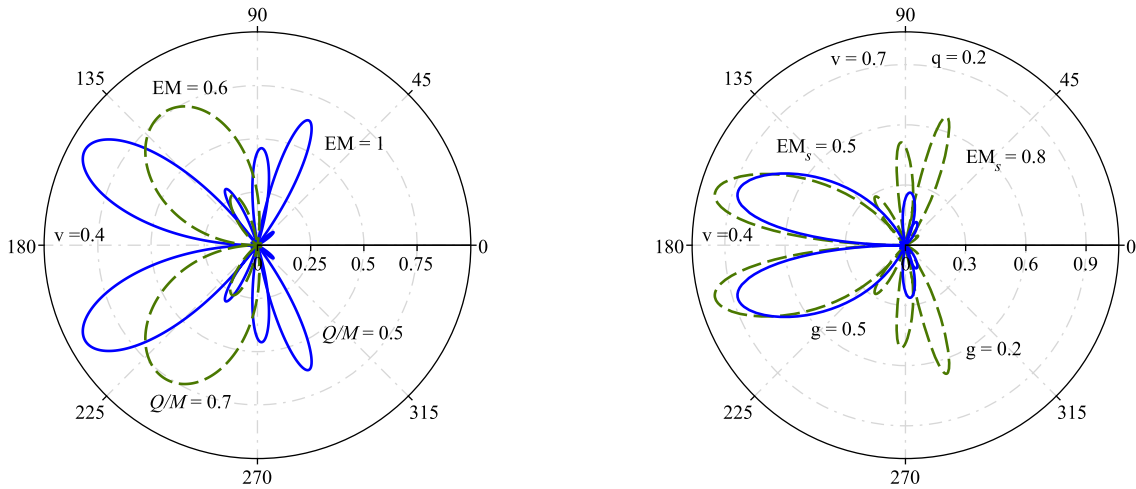 90
135
45
EM = 0.6
EM = 1
180
v =0.4
0
0
0.25
0.5
0.75
Q/M = 0.5
Q/M = 0.7
225
315
270
90
v = 0.7
q = 0.2
135
45
EMs = 0.5
EMs = 0.8
180
v =0.4
0
0
0.3
0.6
0.9
g = 0.5
g = 0.2
225
315
270